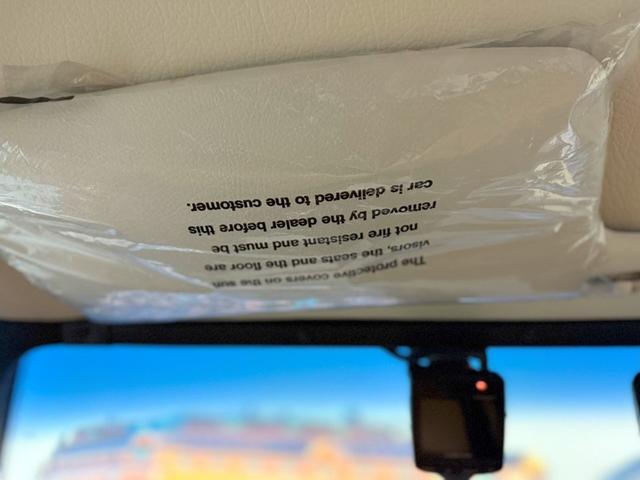 The protective covers on the sun
visors, the seats and the floor are
not fire resistant and must be
removed by the dealer before this
car is delivered to the customer.